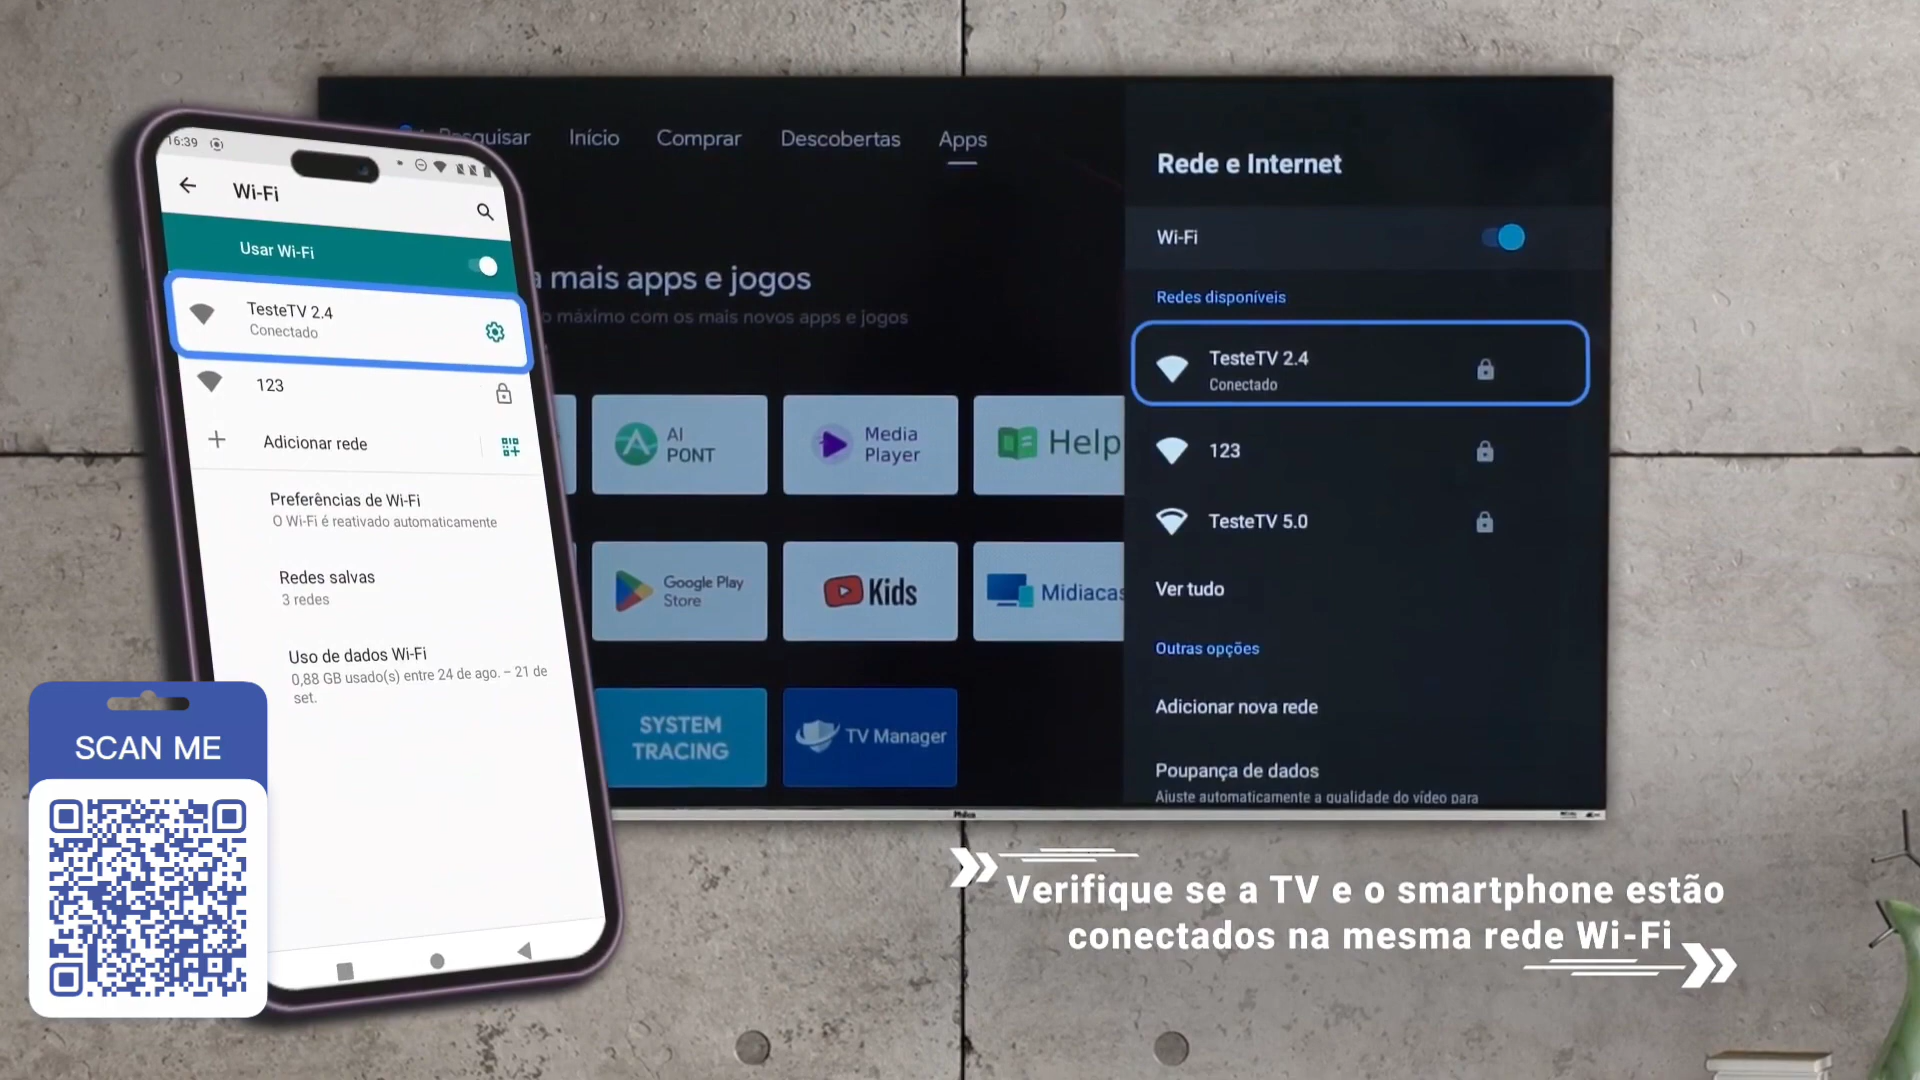 16:39
Wi-Fi
Usar Wi-Fi
TesteTV 2.4
Conectado
123
Adicionar rede
Preferências de Wi-Fi
O Wi-Fi é reativado automaticamente
Redes salvas
3 redes
Uso de dados Wi-Fi
0,88 GB usado(s) entre 24 de ago. – 21 de
set.
SCAN ME
Pesquisar Início Comprar Descobertas Apps
a mais apps e jogos
o máximo com os mais novos apps e jogos
AI
PONT
Media
Player
Help
Google Play
Store
Kids
Midiacas
SYSTEM
TRACING
TV Manager
Rede e Internet
Wi-Fi
Redes disponíveis
TesteTV 2.4
Conectado
123
TesteTV 5.0
Ver tudo
Outras opções
Adicionar nova rede
Poupança de dados
Ajuste automaticamente a qualidade do vídeo para
Philco
Verifique se a TV e o smartphone estão
conectados na mesma rede Wi-Fi